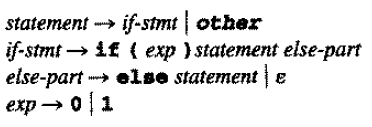 statement → if-stmt | other
if-stmt → if ( exp ) statement else-part
else-part → else statement | ε
exp → 0 | 1